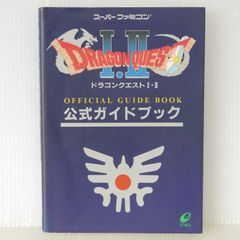 スーパーファミコン
DRAGON QUEST
I・II
ドラゴンクエストI・II
OFFICIAL GUIDE BOOK
公式ガイドブック
ENIX